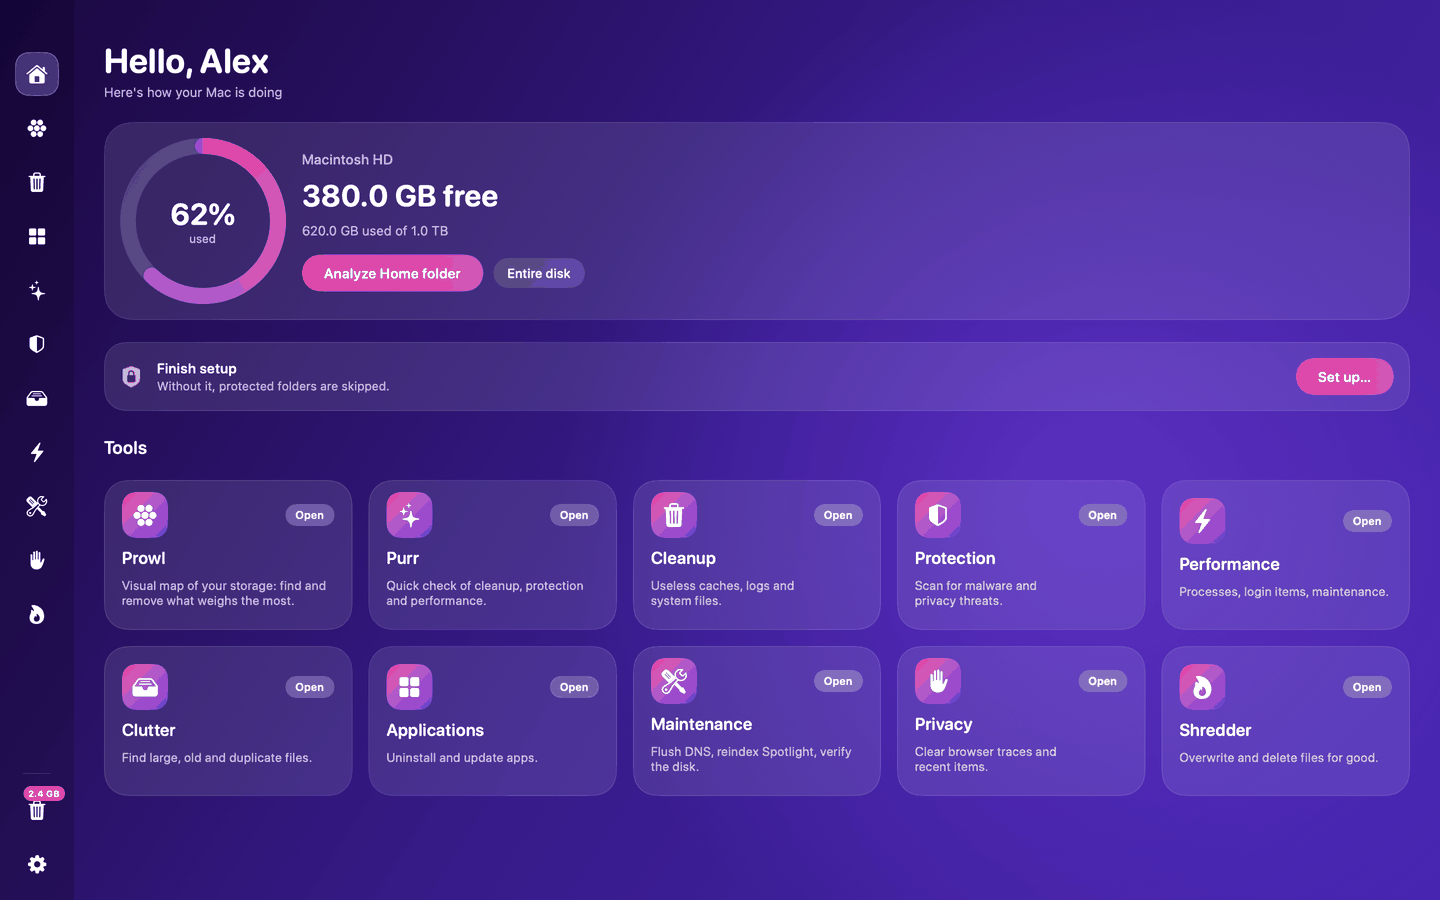 Hello, Alex
Here's how your Mac is doing
62%
used
Macintosh HD
380.0 GB free
620.0 GB used of 1.0 TB
Analyze Home folder
Entire disk
Finish setup
Without it, protected folders are skipped.
Set up...
Tools
Open
Prowl
Visual map of your storage: find and
remove what weighs the most.
Open
Purr
Quick check of cleanup, protection
and performance.
Open
Cleanup
Useless caches, logs and
system files.
Open
Protection
Scan for malware and
privacy threats.
Open
Performance
Processes, login items, maintenance.
Open
Clutter
Find large, old and duplicate files.
Open
Applications
Uninstall and update apps.
Open
Maintenance
Flush DNS, reindex Spotlight, verify
the disk.
Open
Privacy
Clear browser traces and
recent items.
Open
Shredder
Overwrite and delete files for good.
2.4 GB